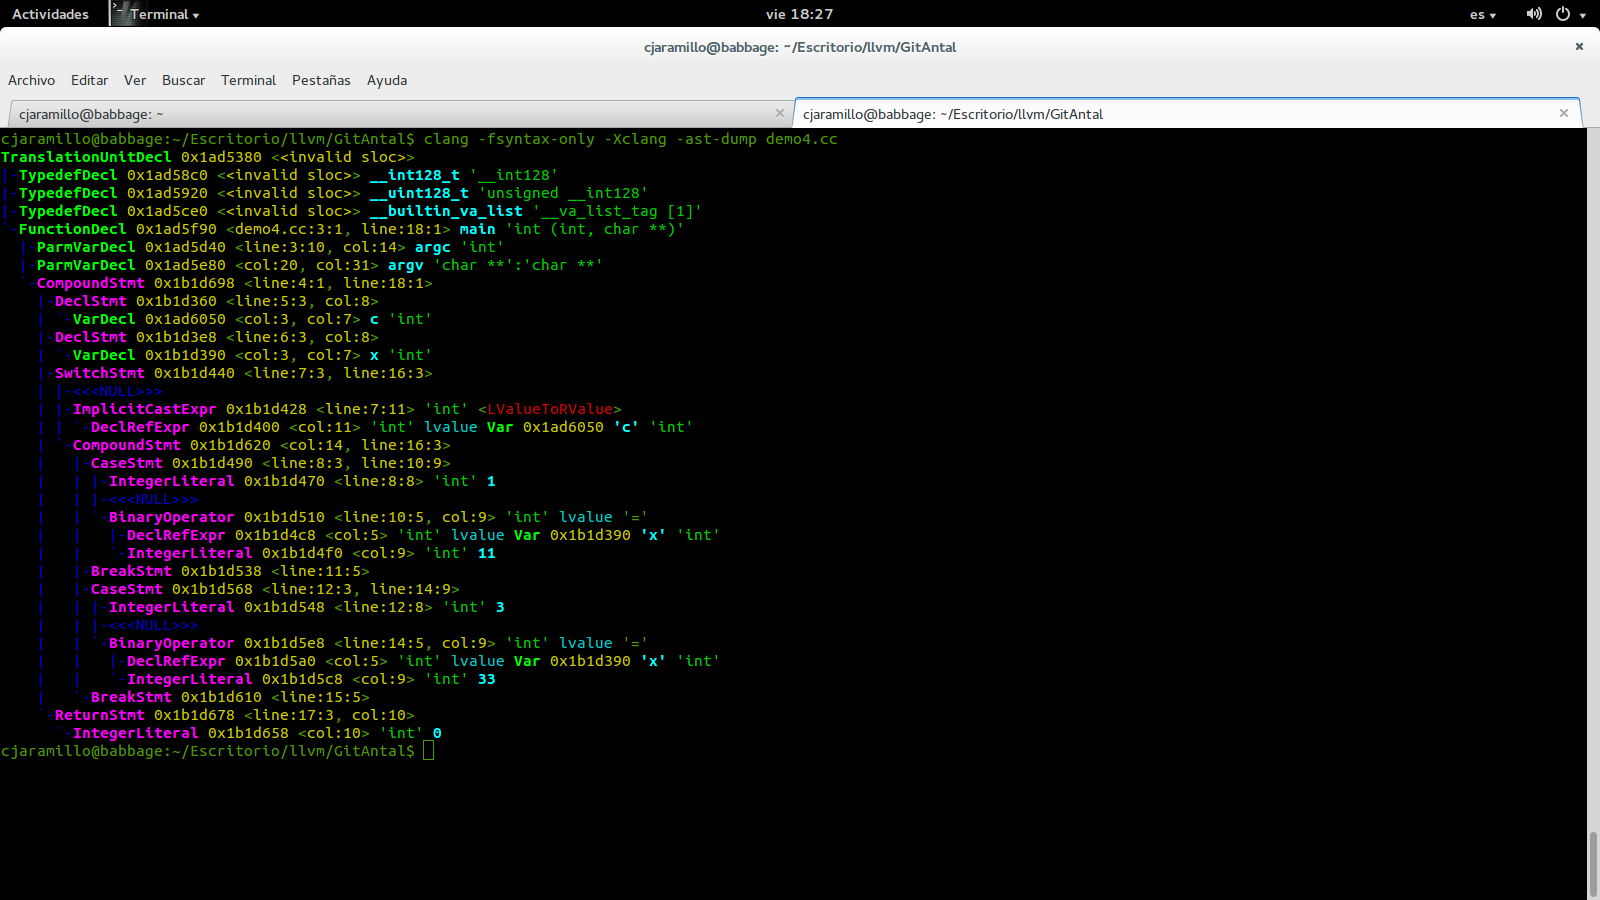 Actividades Terminal vie 18:27 es
cjaramillo@babbage: ~/Escritorio/llvm/GitAntal
Archivo Editar Ver Buscar Terminal Pestañas Ayuda
cjaramillo@babbage: ~ cjaramillo@babbage: ~/Escritorio/llvm/GitAntal
cjaramillo@babbage:~/Escritorio/llvm/GitAntal$ clang -fsyntax-only -Xclang -ast-dump demo4.cc
TranslationUnitDecl 0x1ad5380 <<invalid sloc>>
|-TypedefDecl 0x1ad58c0 <<invalid sloc>> __int128_t '__int128'
|-TypedefDecl 0x1ad5920 <<invalid sloc>> __uint128_t 'unsigned __int128'
|-TypedefDecl 0x1ad5ce0 <<invalid sloc>> __builtin_va_list '__va_list_tag [1]'
`-FunctionDecl 0x1ad5f90 <demo4.cc:3:1, line:18:1> main 'int (int, char **)'
  |-ParmVarDecl 0x1ad5d40 <line:3:10, col:14> argc 'int'
  |-ParmVarDecl 0x1ad5e80 <col:20, col:31> argv 'char **':'char **'
  `-CompoundStmt 0x1b1d698 <line:4:1, line:18:1>
    |-DeclStmt 0x1b1d360 <line:5:3, col:8>
    | `-VarDecl 0x1ad6050 <col:3, col:7> c 'int'
    |-DeclStmt 0x1b1d3e8 <line:6:3, col:8>
    | `-VarDecl 0x1b1d390 <col:3, col:7> x 'int'
    |-SwitchStmt 0x1b1d440 <line:7:3, line:16:3>
    | |-<<<NULL>>>
    | |-ImplicitCastExpr 0x1b1d428 <line:7:11> 'int' <LValueToRValue>
    | | `-DeclRefExpr 0x1b1d400 <col:11> 'int' lvalue Var 0x1ad6050 'c' 'int'
    | `-CompoundStmt 0x1b1d620 <col:14, line:16:3>
    |   |-CaseStmt 0x1b1d490 <line:8:3, line:10:9>
    |   | |-IntegerLiteral 0x1b1d470 <line:8:8> 'int' 1
    |   | |-<<<NULL>>>
    |   | `-BinaryOperator 0x1b1d510 <line:10:5, col:9> 'int' lvalue '='
    |   |   |-DeclRefExpr 0x1b1d4c8 <col:5> 'int' lvalue Var 0x1b1d390 'x' 'int'
    |   |   `-IntegerLiteral 0x1b1d4f0 <col:9> 'int' 11
    |   |-BreakStmt 0x1b1d538 <line:11:5>
    |   |-CaseStmt 0x1b1d568 <line:12:3, line:14:9>
    |   | |-IntegerLiteral 0x1b1d548 <line:12:8> 'int' 3
    |   | |-<<<NULL>>>
    |   | `-BinaryOperator 0x1b1d5e8 <line:14:5, col:9> 'int' lvalue '='
    |   |   |-DeclRefExpr 0x1b1d5a0 <col:5> 'int' lvalue Var 0x1b1d390 'x' 'int'
    |   |   `-IntegerLiteral 0x1b1d5c8 <col:9> 'int' 33
    |   `-BreakStmt 0x1b1d610 <line:15:5>
    `-ReturnStmt 0x1b1d678 <line:17:3, col:10>
      `-IntegerLiteral 0x1b1d658 <col:10> 'int' 0
cjaramillo@babbage:~/Escritorio/llvm/GitAntal$